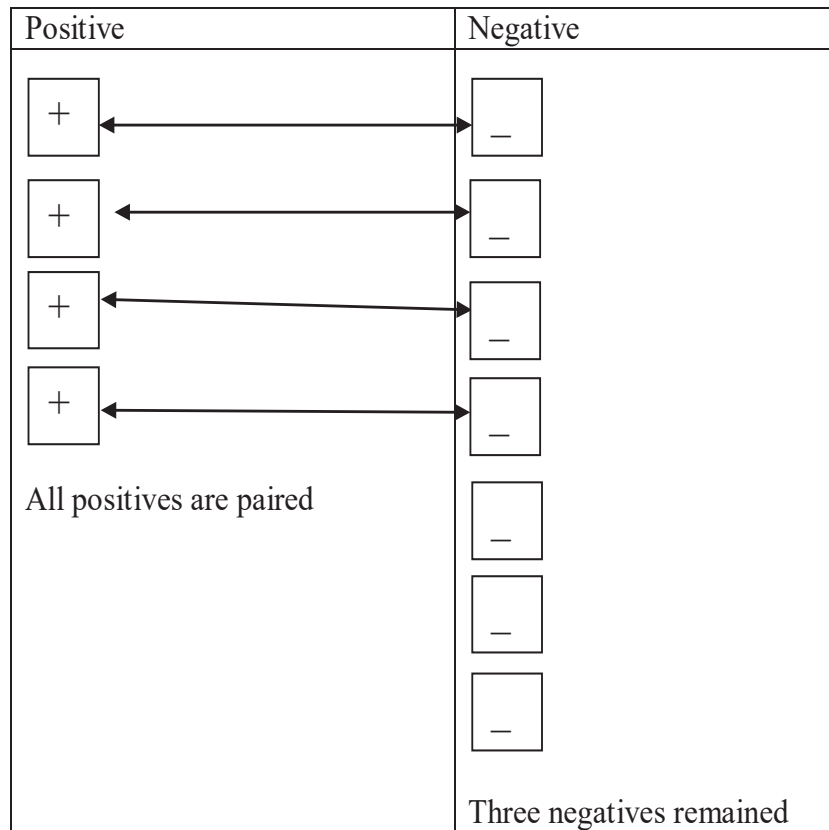 Positive Negative
+ _
+ _
+ _
+ _
All positives are paired
_
_
_
Three negatives remained